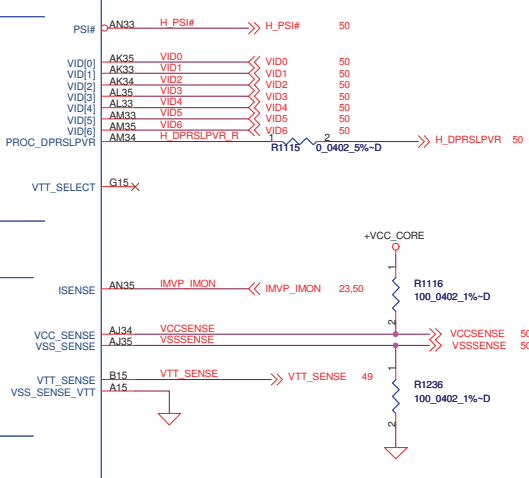 PSI# AN33 H_PSI# H_PSI# 50
VID[0] AK35 VID0 VID0 50
VID[1] AK33 VID1 VID1 50
VID[2] AK34 VID2 VID2 50
VID[3] AL35 VID3 VID3 50
VID[4] AL33 VID4 VID4 50
VID[5] AM33 VID5 VID5 50
VID[6] AM35 VID6 VID6 50
PROC_DPRSLPVR AM34 H_DPRSLPVR_R 1 2 H_DPRSLPVR 50
R1115 0_0402_5%~D
VTT_SELECT G15
+VCC_CORE
ISENSE AN35 IMVP_IMON IMVP_IMON 23,50
1
R1116
100_0402_1%~D
2
VCC_SENSE AJ34 VCCSENSE VCCSENSE 50
VSS_SENSE AJ35 VSSSENSE VSSSENSE 50
VTT_SENSE B15 VTT_SENSE VTT_SENSE 49
VSS_SENSE_VTT A15
1
R1236
100_0402_1%~D
2